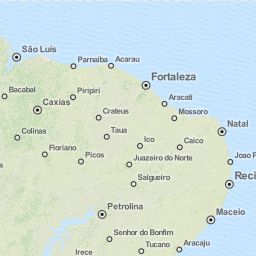 São Luís
Parnaiba
Acarau
Fortaleza
Bacabal
Piripiri
Caxias
Acarati
Crateus
Mossoro
Colinas
Taua
Natal
Floriano
Picos
Ico
Caico
Joao P
Juazeiro do Norte
Salgueiro
Reci
Petrolina
Maceio
Senhor do Bonfim
Irece
Tucano
Aracaju